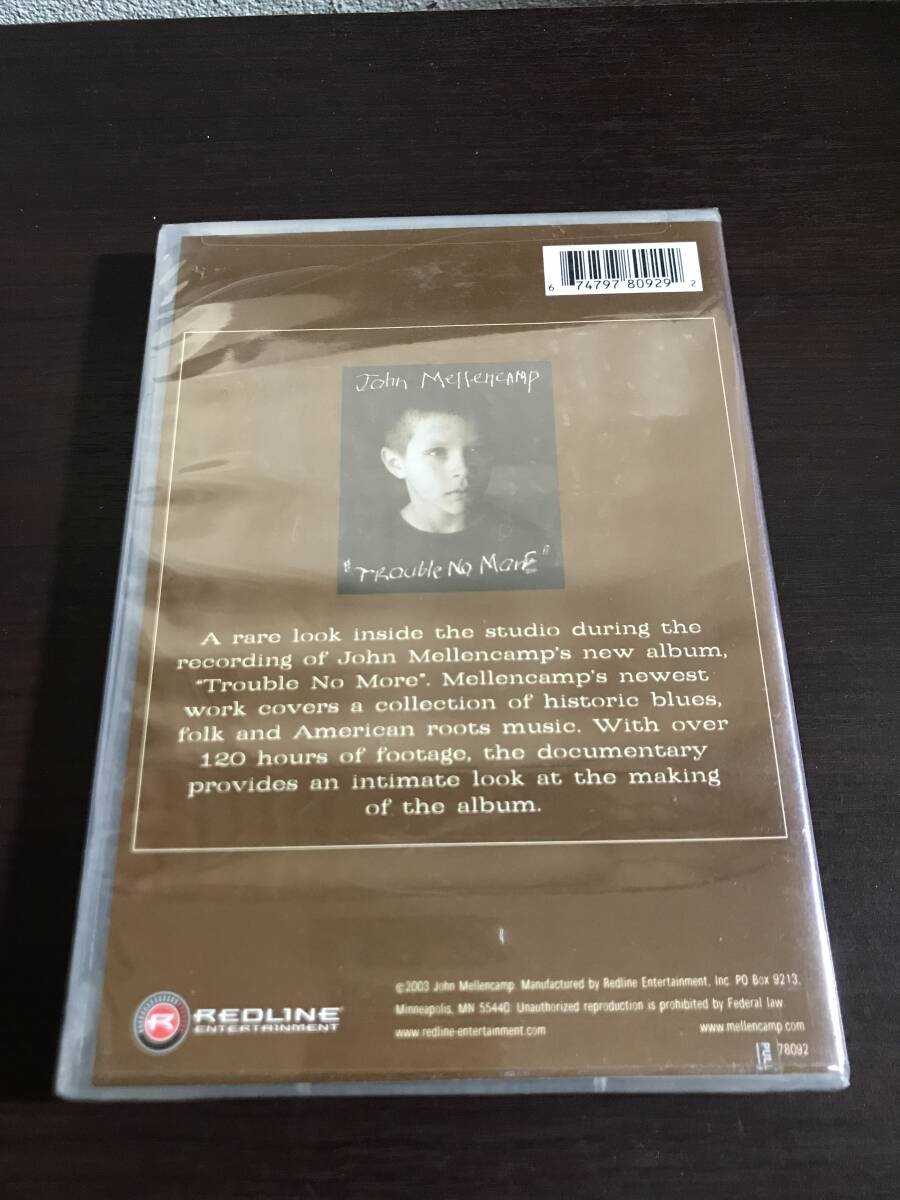 6 74797 80929 2
John Mellencamp
"Trouble No More"
A rare look inside the studio during the
recording of John Mellencamp's new album,
"Trouble No More". Mellencamp's newest
work covers a collection of historic blues,
folk and American roots music. With over
120 hours of footage, the documentary
provides an intimate look at the making
of the album.
R
REDLINE
ENTERTAINMENT
©2003 John Mellencamp. Manufactured by Redline Entertainment, Inc. PO Box 9213,
Minneapolis, MN 55440. Unauthorized reproduction is prohibited by Federal law
www.redline-entertainment.com
www.mellencamp.com
PULL
78092